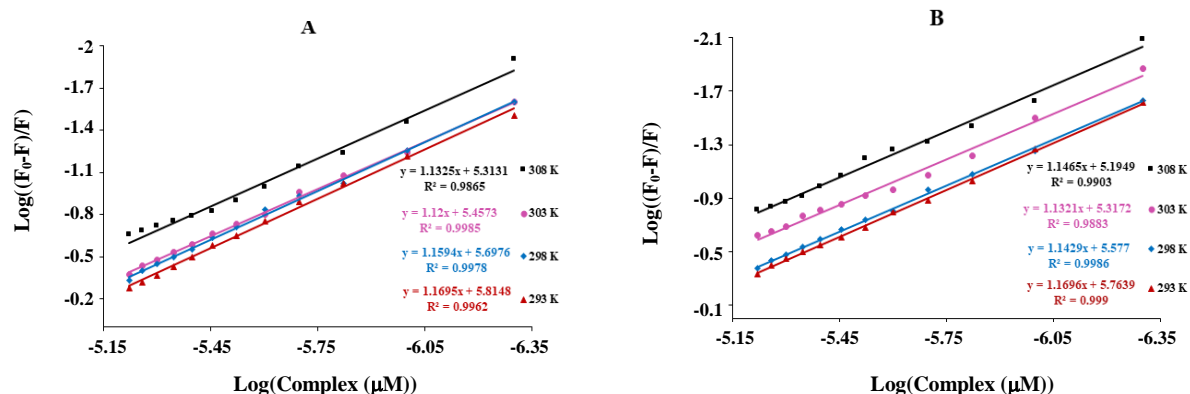 A
Log((F₀-F)/F)
-2
-1.7
-1.4
-1.1
-0.8
-0.5
-0.2
y = 1.1325x + 5.3131
R² = 0.9865
308 K
y = 1.12x + 5.4573
R² = 0.9985
303 K
y = 1.1594x + 5.6976
R² = 0.9978
298 K
y = 1.1695x + 5.8148
R² = 0.9962
293 K
-5.15 -5.45 -5.75 -6.05 -6.35
Log(Complex (µM))
B
Log((F₀-F)/F)
-2.1
-1.7
-1.3
-0.9
-0.5
-0.1
y = 1.1465x + 5.1949
R² = 0.9903
308 K
y = 1.1321x + 5.3172
R² = 0.9883
303 K
y = 1.1429x + 5.577
R² = 0.9986
298 K
y = 1.1696x + 5.7639
R² = 0.999
293 K
-5.15 -5.45 -5.75 -6.05 -6.35
Log(Complex (µM))